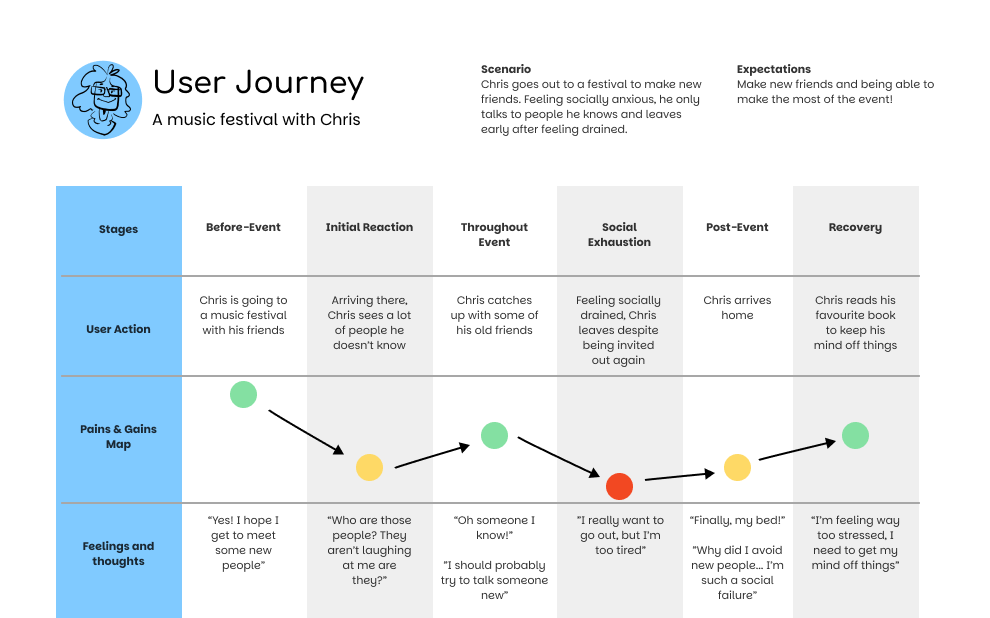 User Journey
A music festival with Chris
Scenario
Chris goes out to a festival to make new
friends. Feeling socially anxious, he only
talks to people he knows and leaves
early after feeling drained.
Expectations
Make new friends and being able to
make the most of the event!
Stages
Before-Event
Initial Reaction
Throughout
Event
Social
Exhaustion
Post-Event
Recovery
User Action
Chris is going to
a music festival
with his friends
Arriving there,
Chris sees a lot
of people he
doesn't know
Chris catches
up with some of
his old friends
Feeling socially
drained, Chris
leaves despite
being invited
out again
Chris arrives
home
Chris reads his
favourite book
to keep his
mind off things
Pains & Gains
Map
Feelings and
thoughts
“Yes! I hope I
get to meet
some new
people”
“Who are those
people? They
aren't laughing
at me are
they?”
“Oh someone I
know!”
“I should probably
try to talk someone
new”
"I really want to
go out, but I'm
too tired”
“Finally, my bed!”
“Why did I avoid
new people... I'm
such a social
failure”
“I'm feeling way
too stressed, I
need to get my
mind off things”